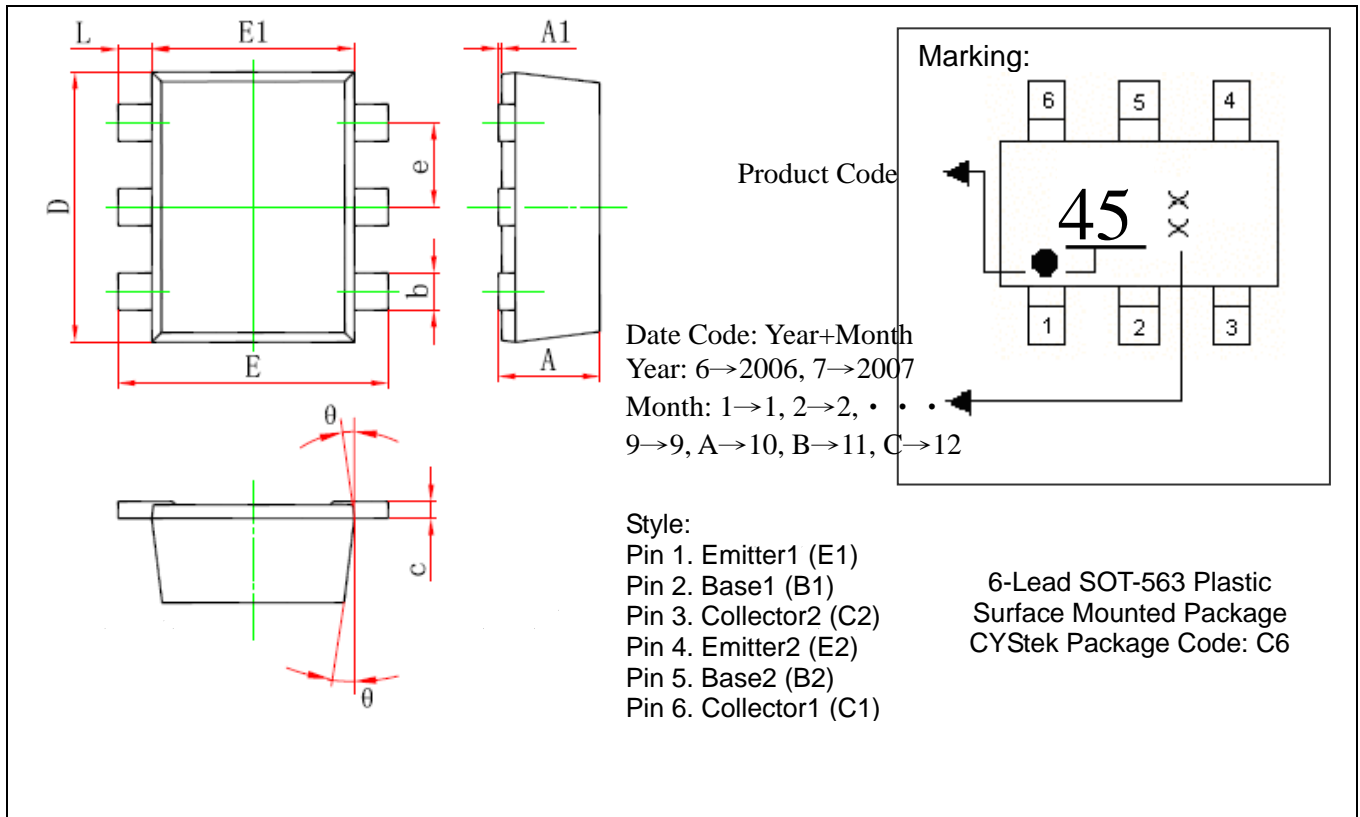 L
E1
A1
D
e
b
E
A
θ
c
θ
Marking:
6 5 4
Product Code
45 XX
1 2 3
Date Code: Year+Month
Year: 6→2006, 7→2007
Month: 1→1, 2→2, ・ ・ ・
9→9, A→10, B→11, C→12
Style:
Pin 1. Emitter1 (E1)
Pin 2. Base1 (B1)
Pin 3. Collector2 (C2)
Pin 4. Emitter2 (E2)
Pin 5. Base2 (B2)
Pin 6. Collector1 (C1)
6-Lead SOT-563 Plastic
Surface Mounted Package
CYStek Package Code: C6